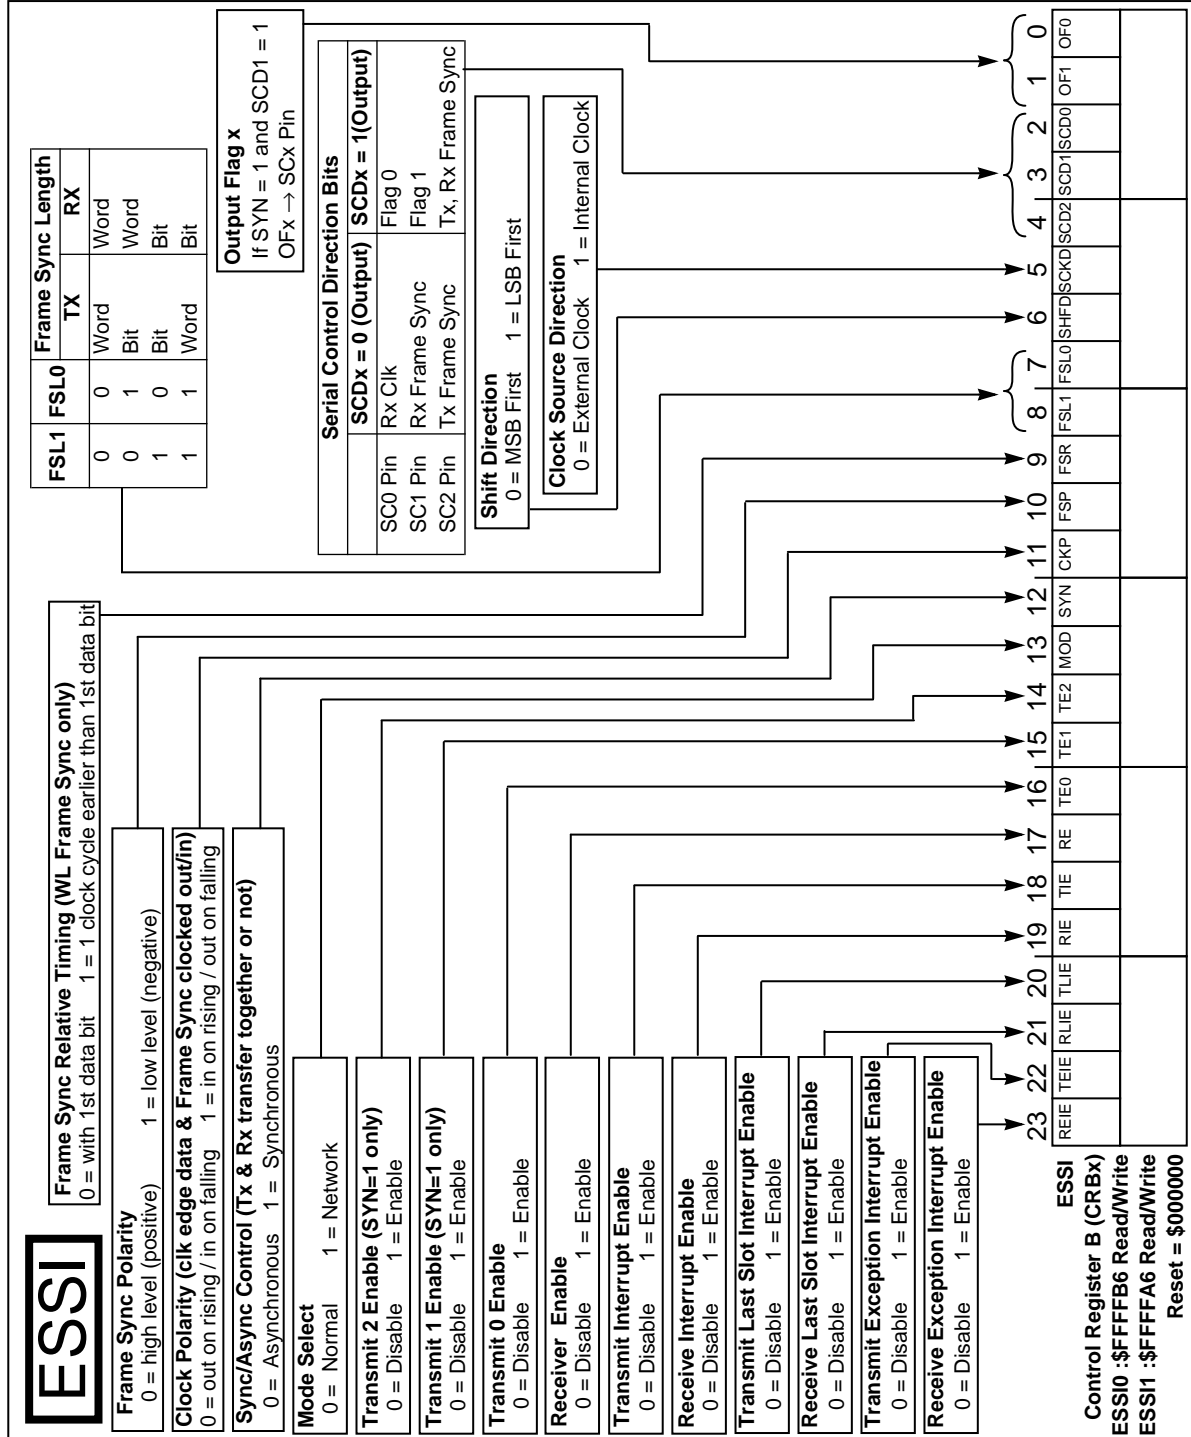 ESSI
Frame Sync Relative Timing (WL Frame Sync only)
0 = with 1st data bit 1 = 1 clock cycle earlier than 1st data bit
Frame Sync Polarity
0 = high level (positive) 1 = low level (negative)
Clock Polarity (clk edge data & Frame Sync clocked out/in)
0 = out on rising / in on falling 1 = in on rising / out on falling
Sync/Async Control (Tx & Rx transfer together or not)
0 = Asynchronous 1 = Synchronous
Mode Select
0 = Normal 1 = Network
Transmit 2 Enable (SYN=1 only)
0 = Disable 1 = Enable
Transmit 1 Enable (SYN=1 only)
0 = Disable 1 = Enable
Transmit 0 Enable
0 = Disable 1 = Enable
Receiver Enable
0 = Disable 1 = Enable
Transmit Interrupt Enable
0 = Disable 1 = Enable
Receive Interrupt Enable
0 = Disable 1 = Enable
Transmit Last Slot Interrupt Enable
0 = Disable 1 = Enable
Receive Last Slot Interrupt Enable
0 = Disable 1 = Enable
Transmit Exception Interrupt Enable
0 = Disable 1 = Enable
Receive Exception Interrupt Enable
0 = Disable 1 = Enable
FSL1 FSL0 Frame Sync Length
TX RX
0 0 Word Word
0 1 Bit Word
1 0 Bit Bit
1 1 Word Bit
Output Flag x
If SYN = 1 and SCD1 = 1
OFx → SCx Pin
Serial Control Direction Bits
SCDx = 0 (Output) SCDx = 1(Output)
SC0 Pin Rx Clk Flag 0
SC1 Pin Rx Frame Sync Flag 1
SC2 Pin Tx Frame Sync Tx, Rx Frame Sync
Shift Direction
0 = MSB First 1 = LSB First
Clock Source Direction
0 = External Clock 1 = Internal Clock
23 22 21 20 19 18 17 16 15 14 13 12 11 10 9 8 7 6 5 4 3 2 1 0
REIE TEIE RLIE TLIE RIE TIE RE TE0 TE1 TE2 MOD SYN CKP FSP FSR FSL1 FSL0 SHFD SCKD SCD2 SCD1 SCD0 OF1 OF0
ESSI
Control Register B (CRBx)
ESSI0 :$FFFFB6 Read/Write
ESSI1 :$FFFFA6 Read/Write
Reset = $000000